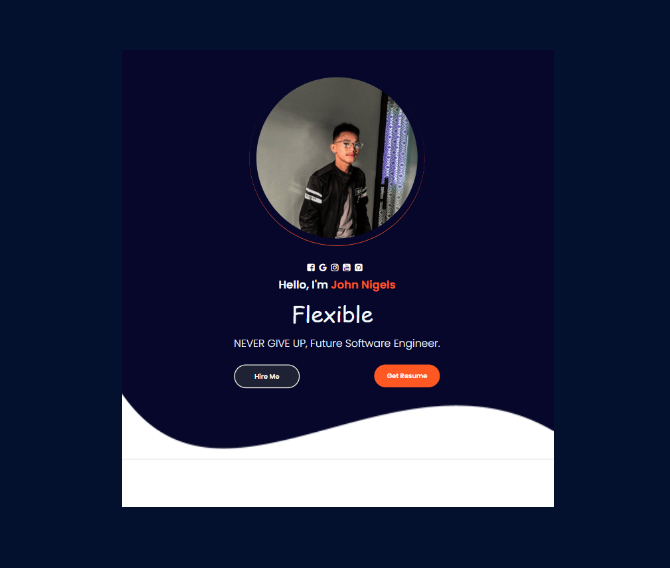 Hello, I'm John Nigels
Flexible
NEVER GIVE UP, Future Software Engineer.
Hire Me
Get Resume